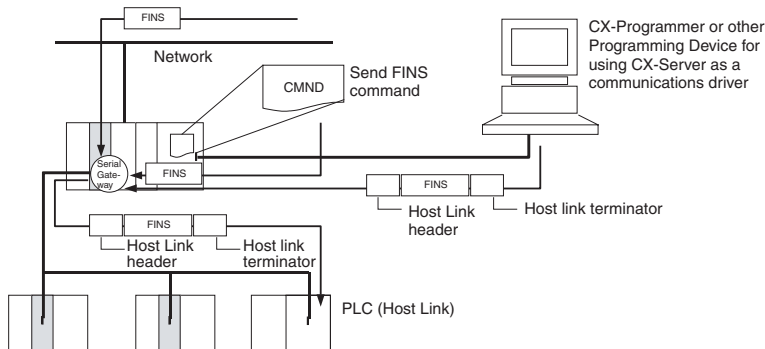 FINS
Network
CMND
Send FINS
command
CX-Programmer or other
Programming Device for
using CX-Server as a
communications driver
Serial
Gate-
way
FINS
FINS
Host Link
header
Host link terminator
FINS
Host Link
header
Host link
terminator
PLC (Host Link)